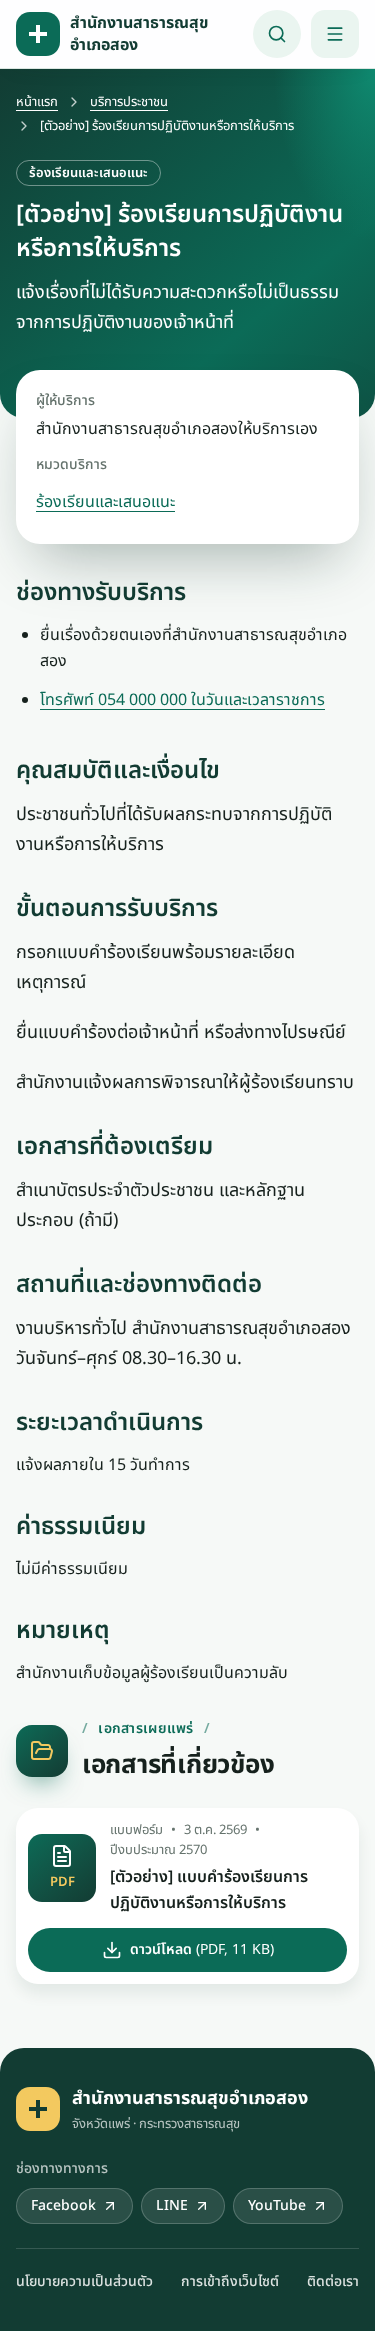 สำนักงานสาธารณสุข
อำเภอสอง
หน้าแรก > บริการประชาชน
> [ตัวอย่าง] ร้องเรียนการปฏิบัติงานหรือการให้บริการ
ร้องเรียนและเสนอแนะ
[ตัวอย่าง] ร้องเรียนการปฏิบัติงาน
หรือการให้บริการ
แจ้งเรื่องที่ไม่ได้รับความสะดวกหรือไม่เป็นธรรม
จากการปฏิบัติงานของเจ้าหน้าที่
ผู้ให้บริการ
สำนักงานสาธารณสุขอำเภอสองให้บริการเอง
หมวดบริการ
ร้องเรียนและเสนอแนะ
ช่องทางรับบริการ
• ยื่นเรื่องด้วยตนเองที่สำนักงานสาธารณสุขอำเภอ
สอง
• โทรศัพท์ 054 000 000 ในวันและเวลาราชการ
คุณสมบัติและเงื่อนไข
ประชาชนทั่วไปที่ได้รับผลกระทบจากการปฏิบัติ
งานหรือการให้บริการ
ขั้นตอนการรับบริการ
กรอกแบบคำร้องเรียนพร้อมรายละเอียด
เหตุการณ์
ยื่นแบบคำร้องต่อเจ้าหน้าที่ หรือส่งทางไปรษณีย์
สำนักงานแจ้งผลการพิจารณาให้ผู้ร้องเรียนทราบ
เอกสารที่ต้องเตรียม
สำเนาบัตรประจำตัวประชาชน และหลักฐาน
ประกอบ (ถ้ามี)
สถานที่และช่องทางติดต่อ
งานบริหารทั่วไป สำนักงานสาธารณสุขอำเภอสอง
วันจันทร์–ศุกร์ 08.30–16.30 น.
ระยะเวลาดำเนินการ
แจ้งผลภายใน 15 วันทำการ
ค่าธรรมเนียม
ไม่มีค่าธรรมเนียม
หมายเหตุ
สำนักงานเก็บข้อมูลผู้ร้องเรียนเป็นความลับ
/ เอกสารเผยแพร่ /
เอกสารที่เกี่ยวข้อง
แบบฟอร์ม • 3 ต.ค. 2569 •
ปีงบประมาณ 2570
PDF
[ตัวอย่าง] แบบคำร้องเรียนการ
ปฏิบัติงานหรือการให้บริการ
ดาวน์โหลด (PDF, 11 KB)
สำนักงานสาธารณสุขอำเภอสอง
จังหวัดแพร่ · กระทรวงสาธารณสุข
ช่องทางทางการ
Facebook LINE YouTube
นโยบายความเป็นส่วนตัว การเข้าถึงเว็บไซต์ ติดต่อเรา